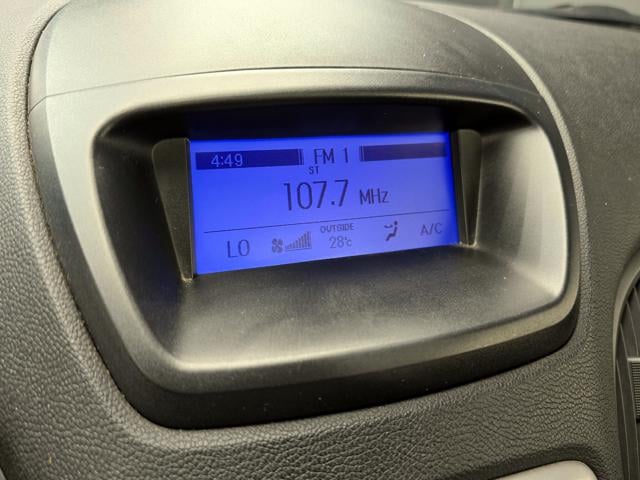 4:49 FM 1
ST
107.7 MHz
LO OUTSIDE 28°C A/C